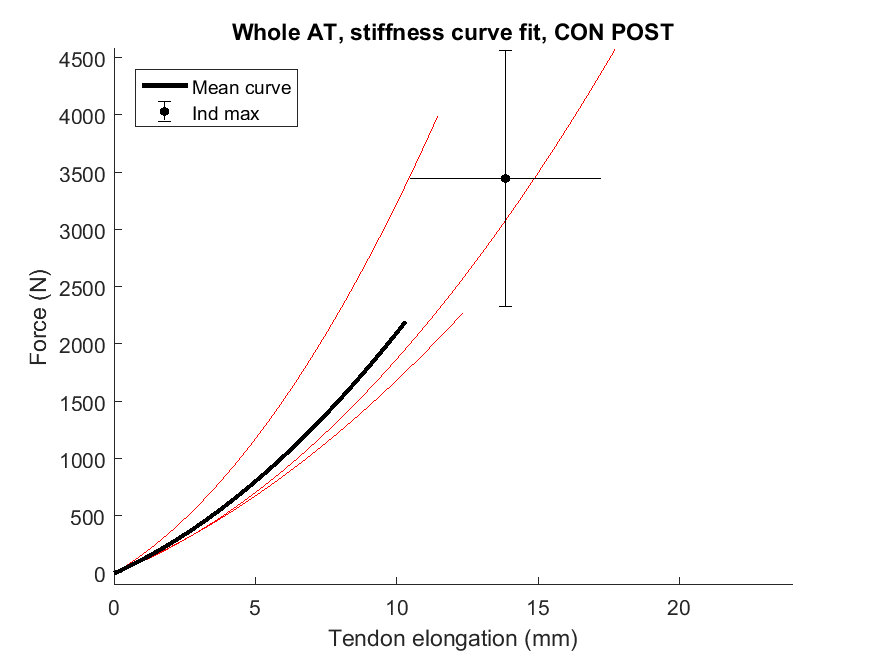 Whole AT, stiffness curve fit, CON POST
4500
4000
3500
3000
2500
2000
1500
1000
500
0
Force (N)
Mean curve
Ind max
0 5 10 15 20
Tendon elongation (mm)